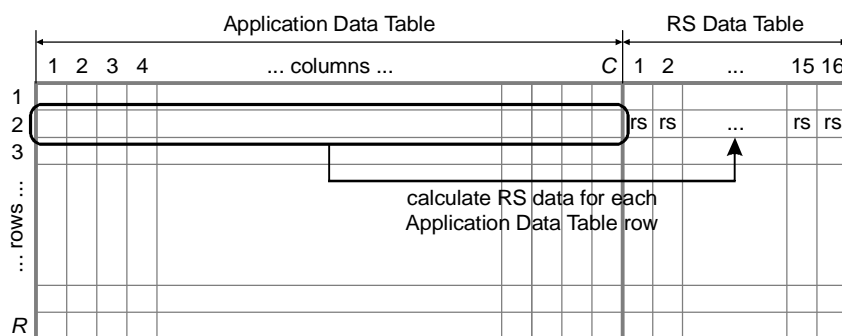 Application Data Table RS Data Table
1 2 3 4 ... columns ... C 1 2 ... 15 16
1
2 rs rs ... rs rs
3
calculate RS data for each
Application Data Table row
... rows ...
R